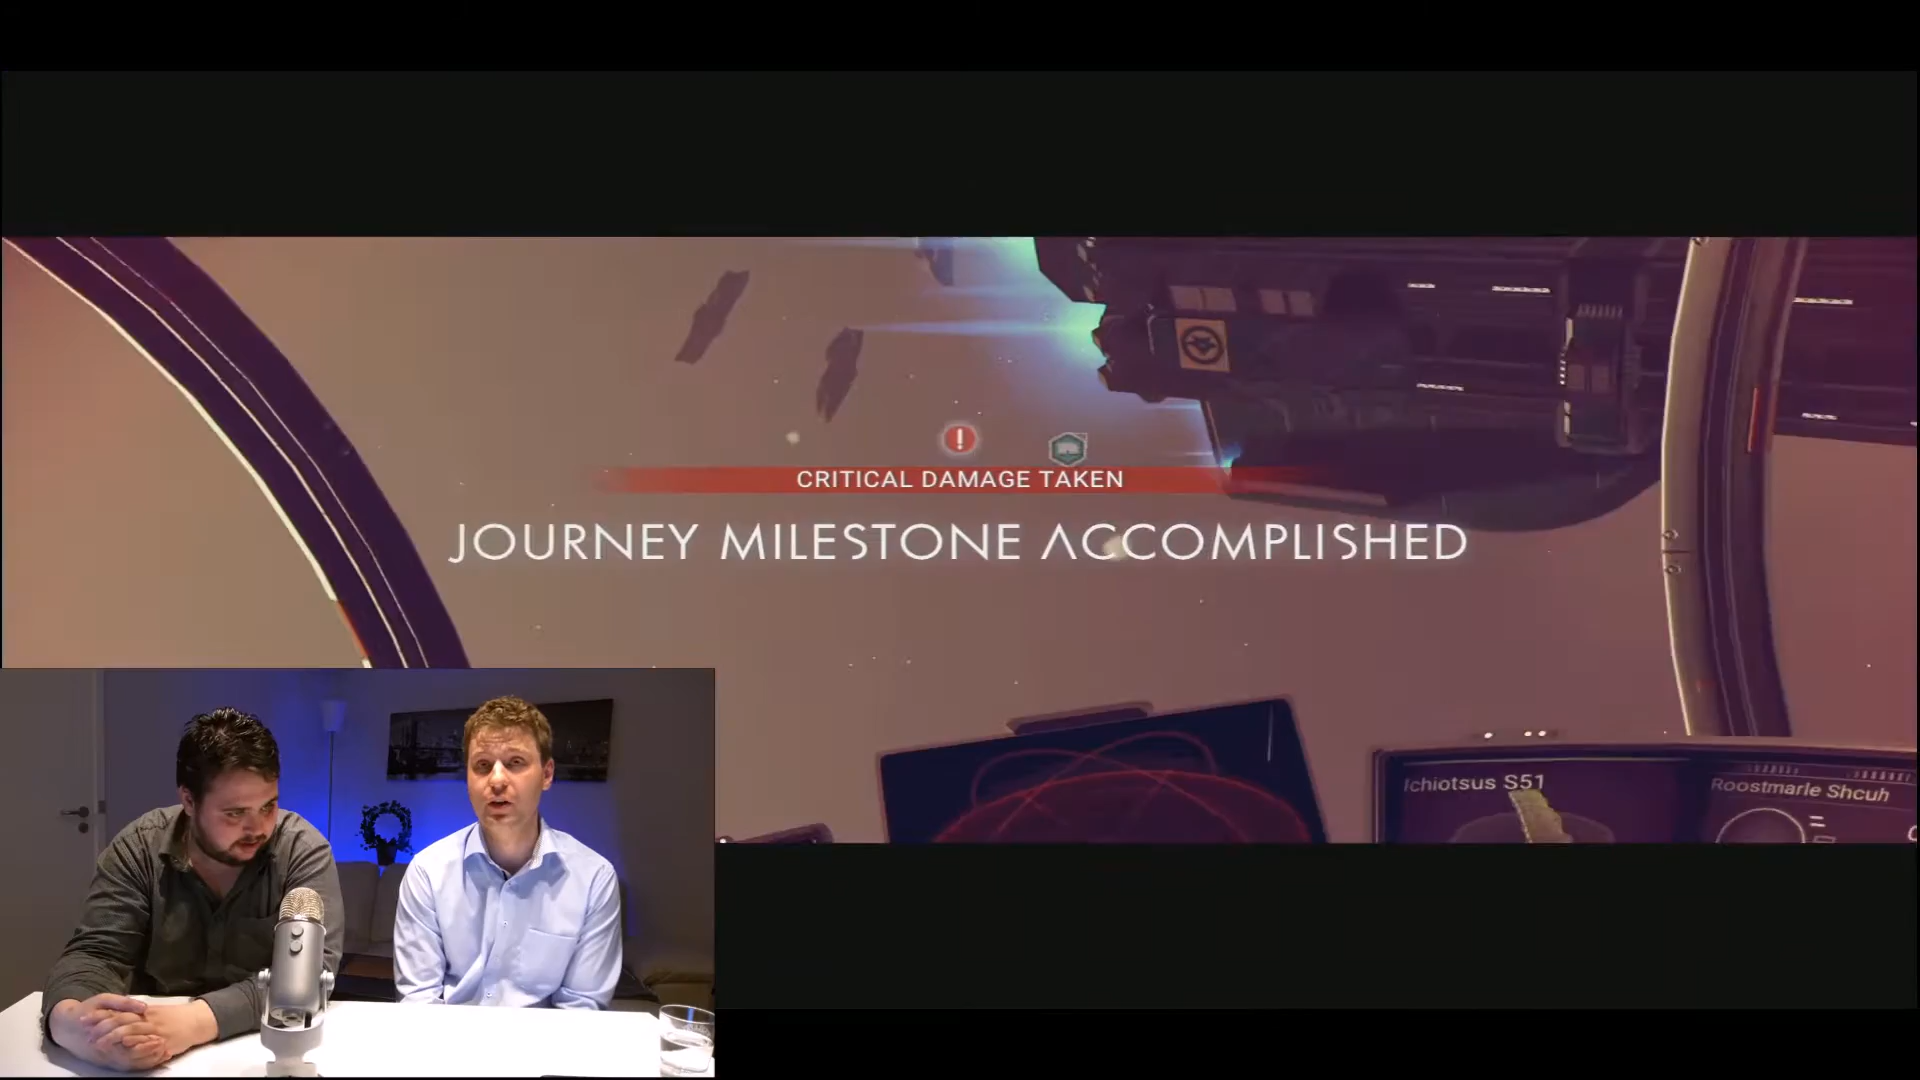 CRITICAL DAMAGE TAKEN
JOURNEY MILESTONE ACCOMPLISHED
Ichiotsus S51
Roostmarle Shcuh